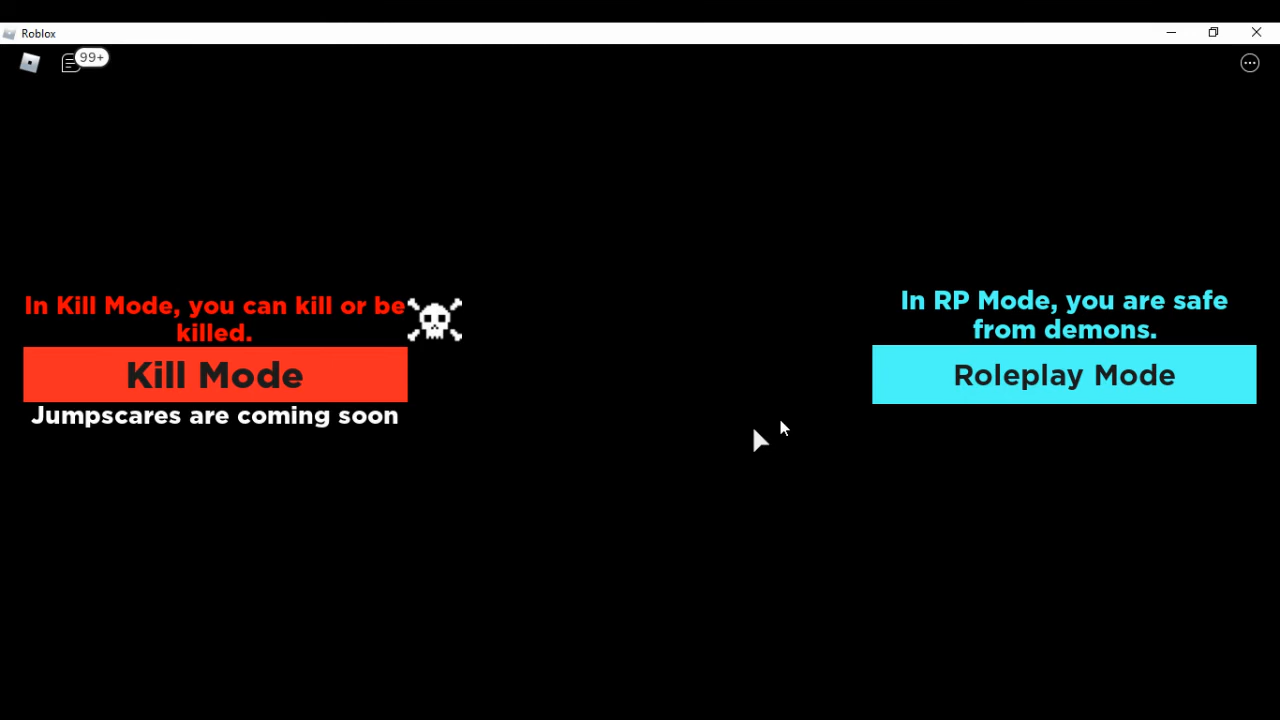 Roblox
99+
In Kill Mode, you can kill or be
killed.
Kill Mode
Jumpscares are coming soon
In RP Mode, you are safe
from demons.
Roleplay Mode